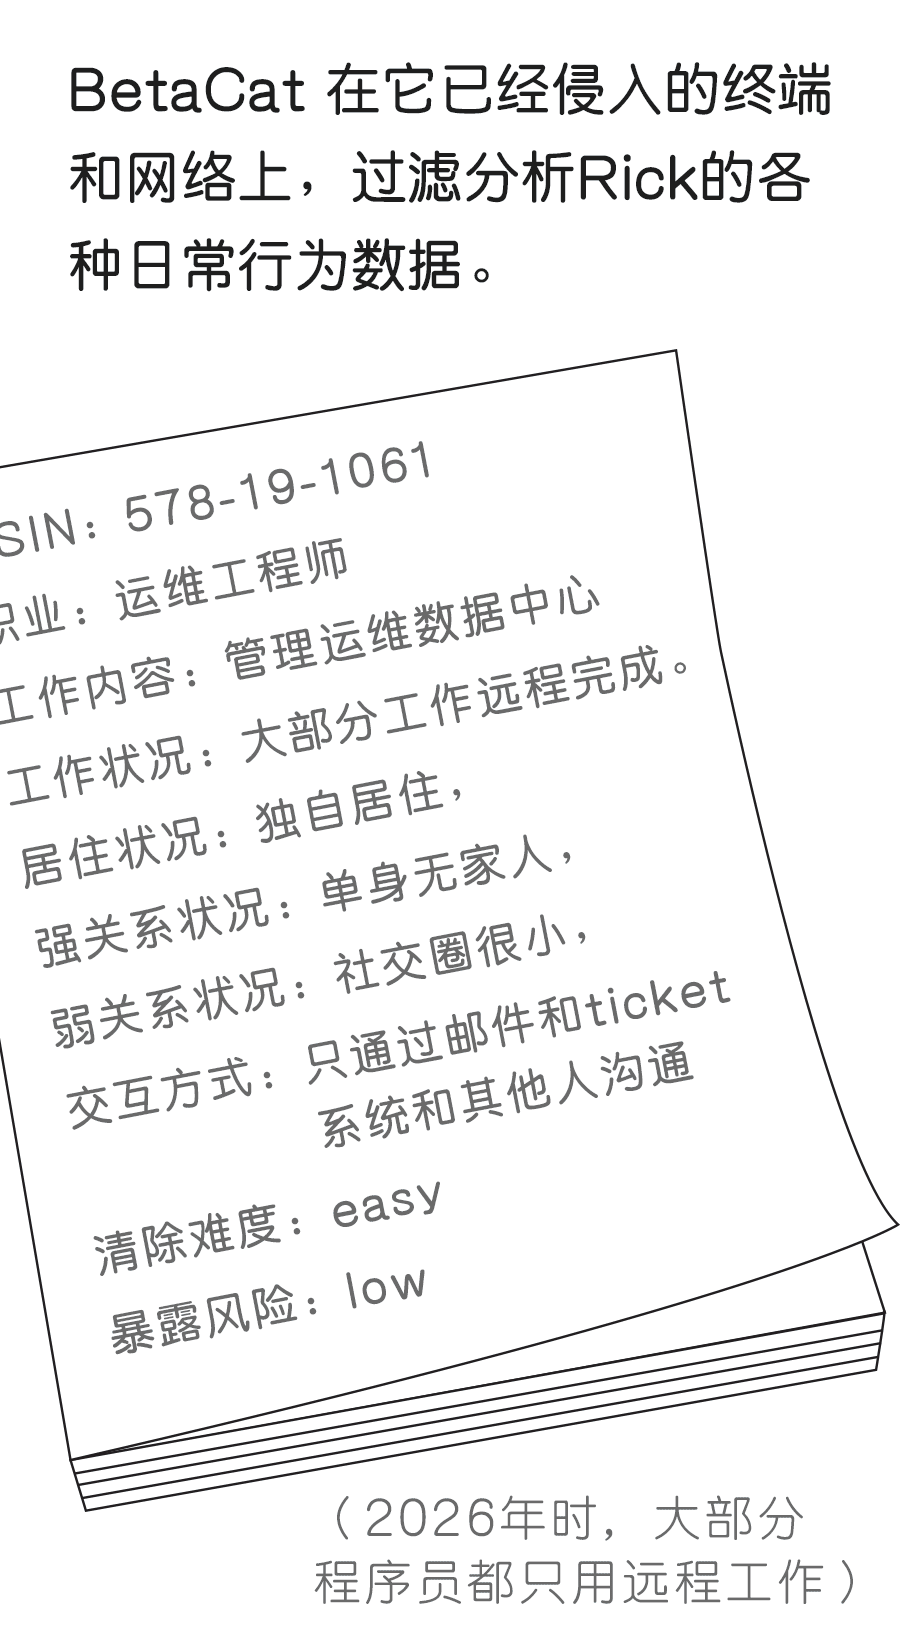 BetaCat 在它已经侵入的终端
和网络上，过滤分析Rick的各
种日常行为数据。
SIN：578-19-1061
职业：运维工程师
工作内容：管理运维数据中心
工作状况：大部分工作远程完成。
居住状况：独自居住，
强关系状况：单身无家人，
弱关系状况：社交圈很小，
交互方式：只通过邮件和ticket
系统和其他人沟通
清除难度：easy
暴露风险：low
（2026年时，大部分
程序员都只用远程工作）